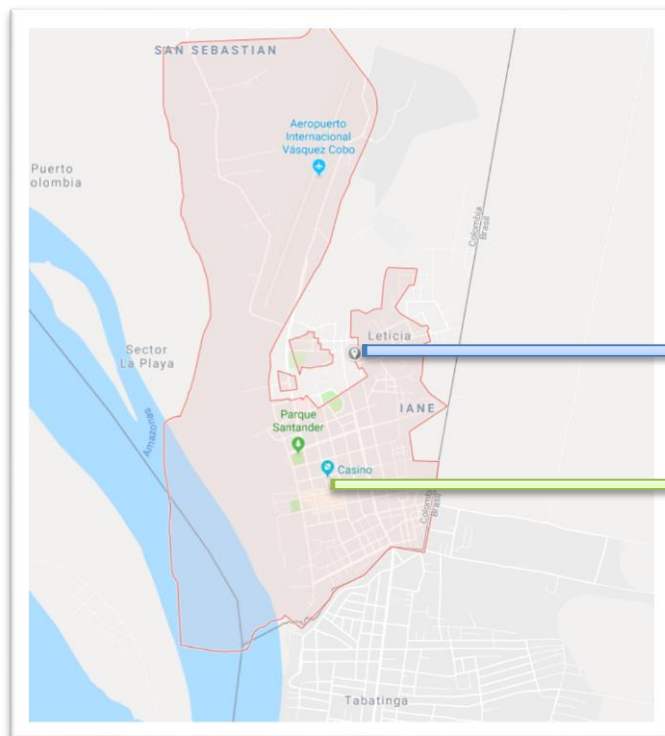 SAN SEBASTIAN
Aeropuerto
Internacional
Vásquez Cobo
Puerto
olombia
Colombia
Brasil
Sector
La Playa
Leticia
IANE
Amazonas
Parque
Santander
Casino
Colombia
Brasil
Tabatinga